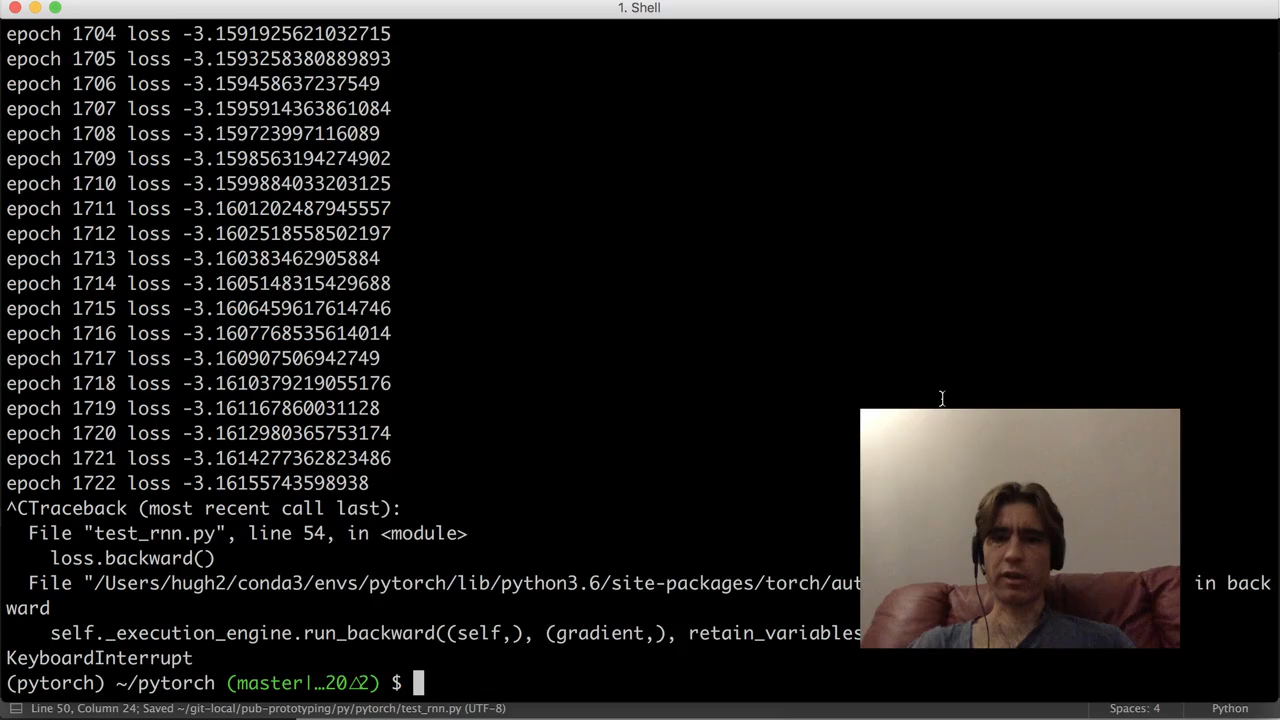 1. Shell
epoch 1704 loss -3.1591925621032715
epoch 1705 loss -3.1593258380889893
epoch 1706 loss -3.159458637237549
epoch 1707 loss -3.1595914363861084
epoch 1708 loss -3.159723997116089
epoch 1709 loss -3.1598563194274902
epoch 1710 loss -3.1599884033203125
epoch 1711 loss -3.1601202487945557
epoch 1712 loss -3.1602518558502197
epoch 1713 loss -3.160383462905884
epoch 1714 loss -3.1605148315429688
epoch 1715 loss -3.1606459617614746
epoch 1716 loss -3.1607768535614014
epoch 1717 loss -3.160907506942749
epoch 1718 loss -3.1610379219055176
epoch 1719 loss -3.161167860031128
epoch 1720 loss -3.1612980365753174
epoch 1721 loss -3.1614277362823486
epoch 1722 loss -3.16155743598938
^CTraceback (most recent call last):
File "test_rnn.py", line 54, in <module>
loss.backward()
File "/Users/hugh2/conda3/envs/pytorch/lib/python3.6/site-packages/torch/aut in back
ward
self._execution_engine.run_backward((self,), (gradient,), retain_variables
KeyboardInterrupt
(pytorch) ~/pytorch (master|…20△2) $
Line 50, Column 24; Saved ~/git-local/pub-prototyping/py/pytorch/test_rnn.py (UTF-8) Spaces: 4 Python